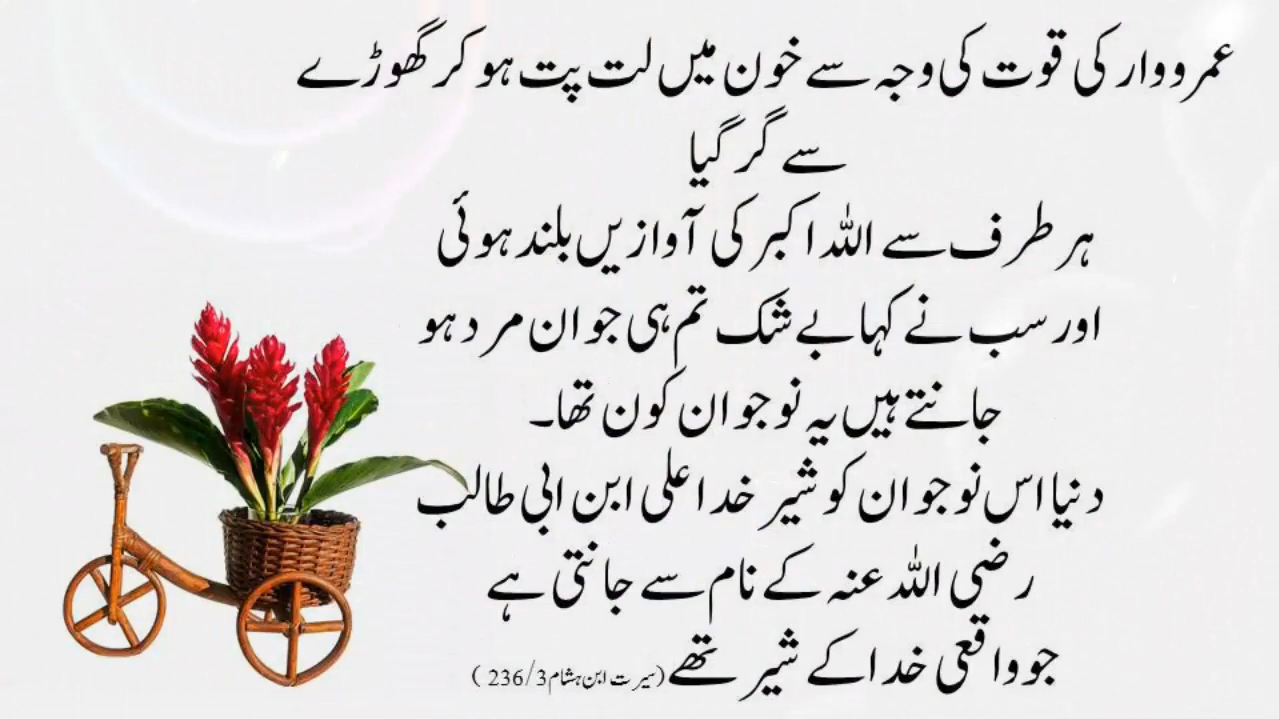 عمرو وار کی قوت کی وجہ سے خون میں لت پت ہو کر گھوڑے
سے گر گیا
ہر طرف سے اللہ اکبر کی آوازیں بلند ہوئی
اور سب نے کہا بے شک تم ہی جوان مرد ہو
جانتے ہیں یہ نوجوان کون تھا۔
دنیا اس نوجوان کو شیر خدا علی ابن ابی طالب
رضی اللہ عنہ کے نام سے جانتی ہے
جو واقعی خدا کے شیر تھے (سیرت ابن ہشام 236/3)